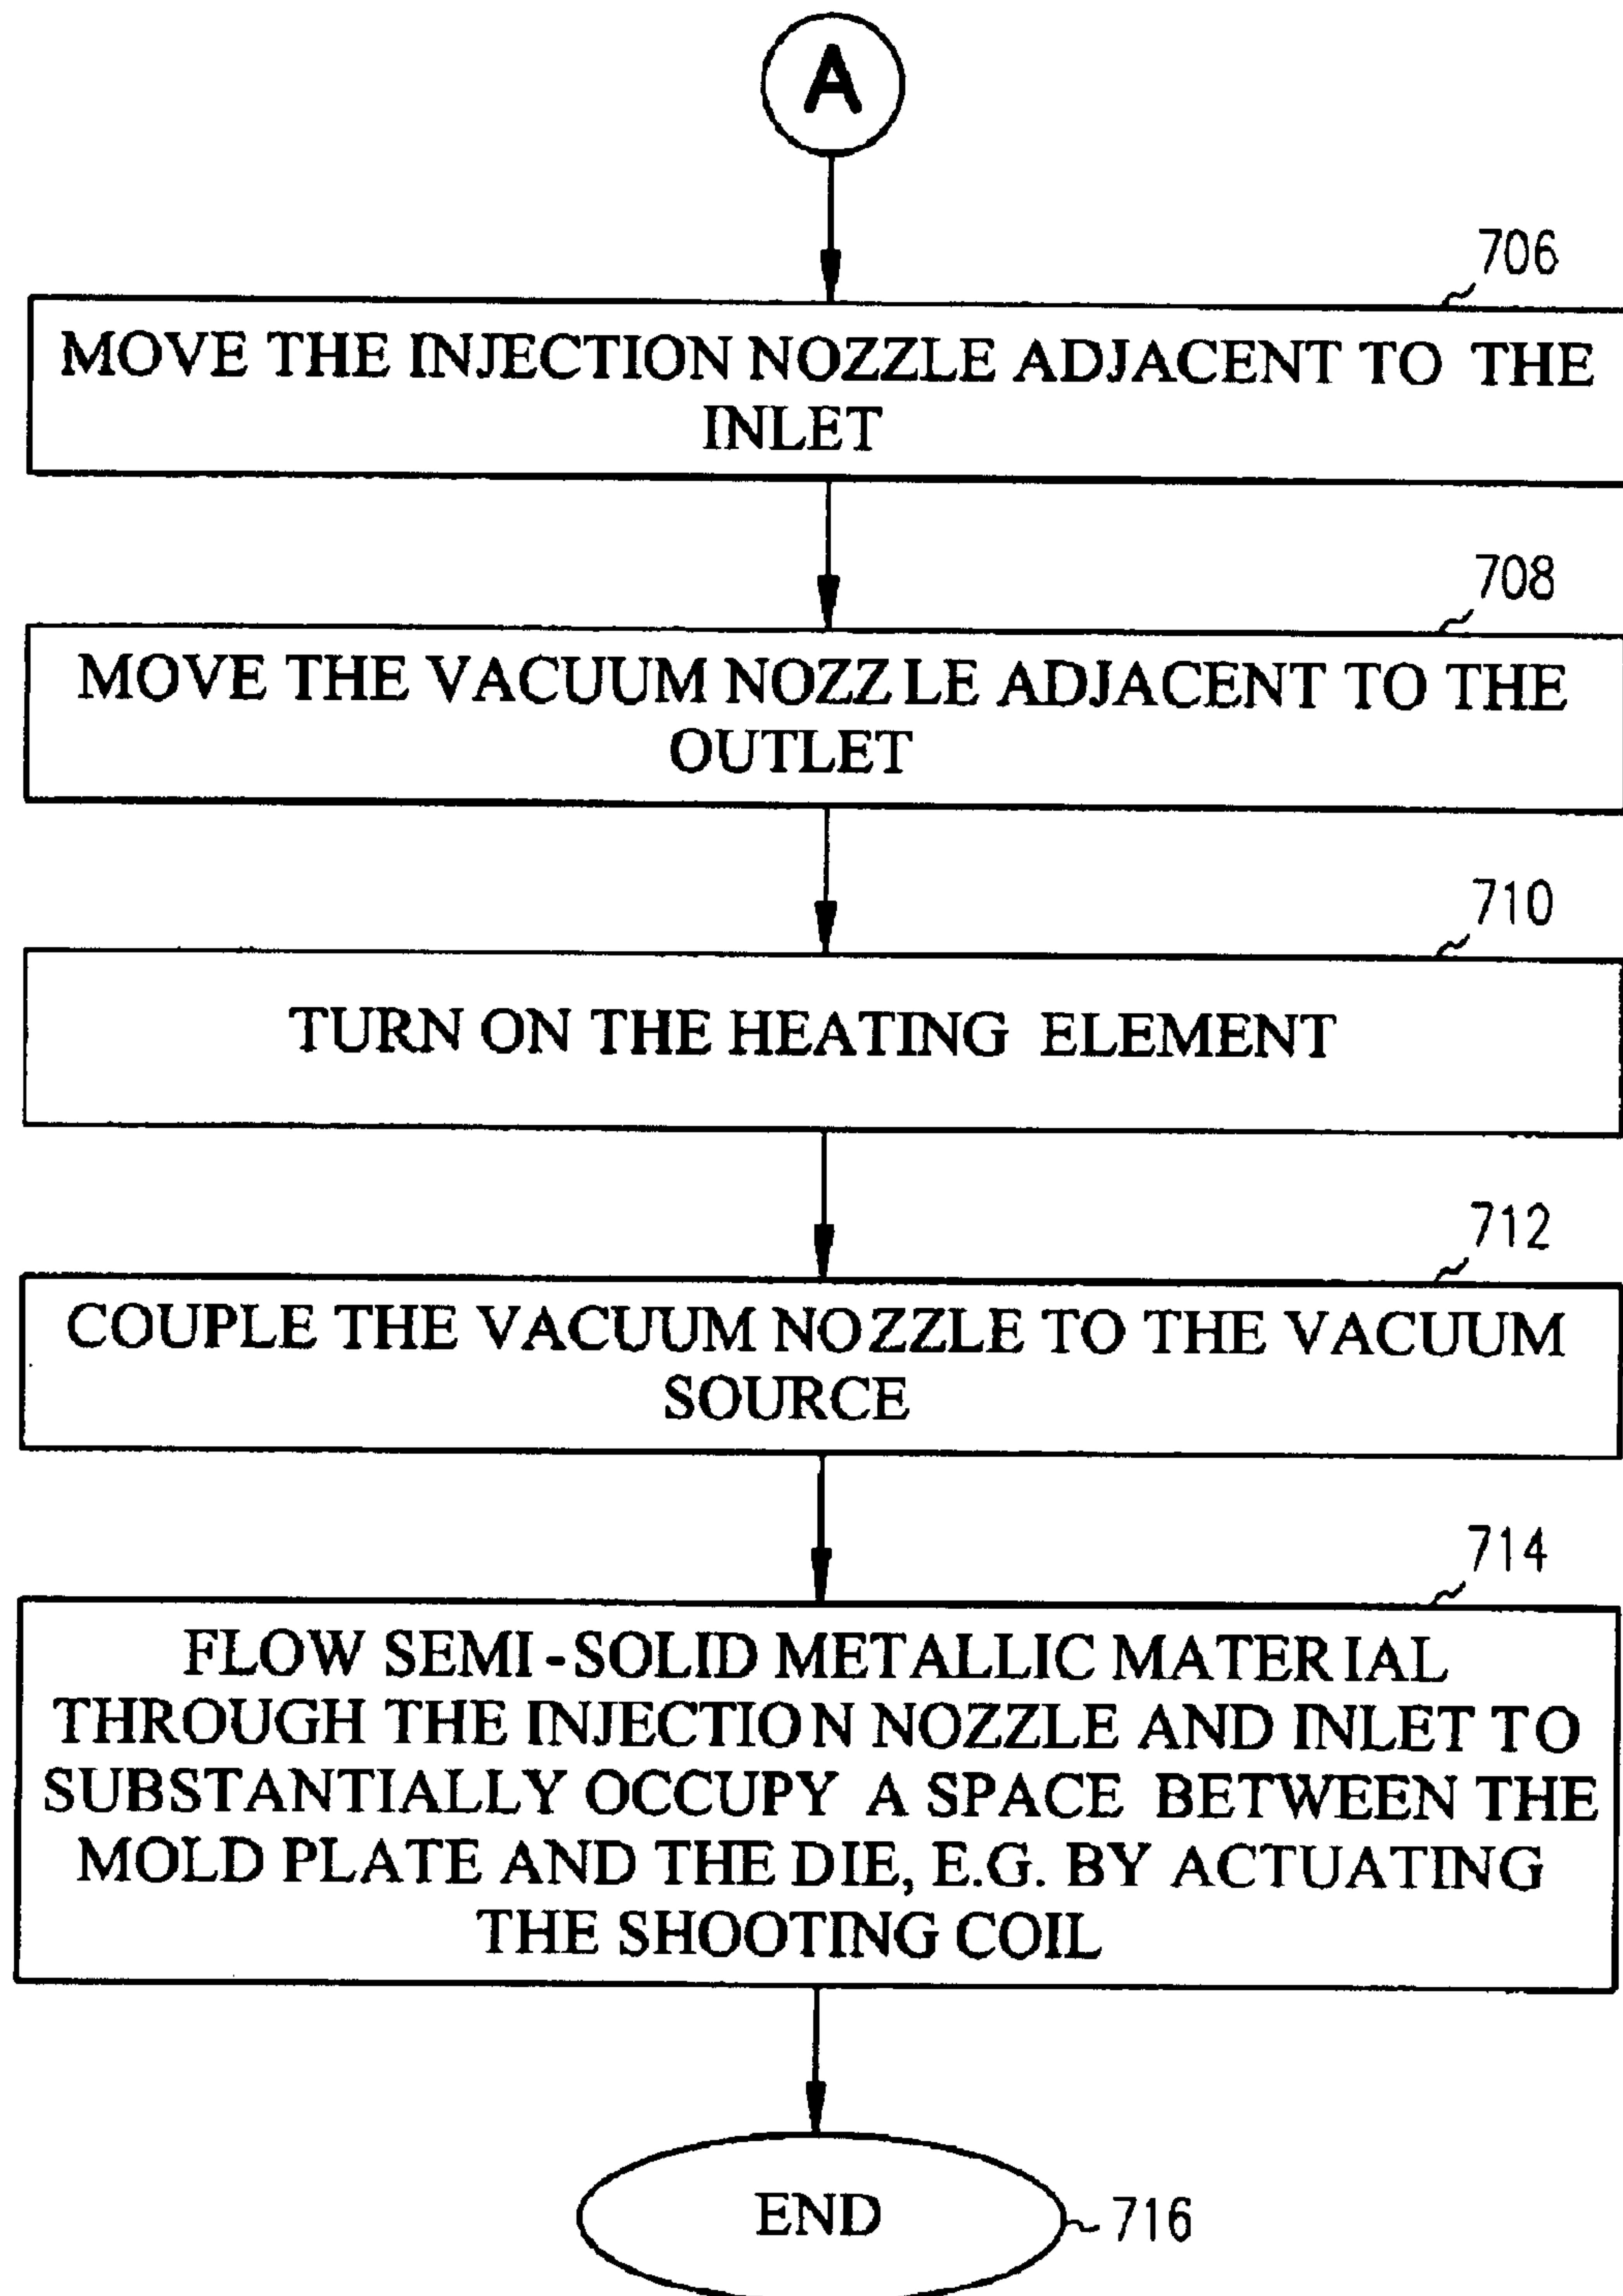 A
706
MOVE THE INJECTION NOZZLE ADJACENT TO THE
INLET
708
MOVE THE VACUUM NOZZLE ADJACENT TO THE
OUTLET
710
TURN ON THE HEATING ELEMENT
712
COUPLE THE VACUUM NOZZLE TO THE VACUUM
SOURCE
714
FLOW SEMI-SOLID METALLIC MATERIAL
THROUGH THE INJECTION NOZZLE AND INLET TO
SUBSTANTIALLY OCCUPY A SPACE BETWEEN THE
MOLD PLATE AND THE DIE, E.G. BY ACTUATING
THE SHOOTING COIL
END
716